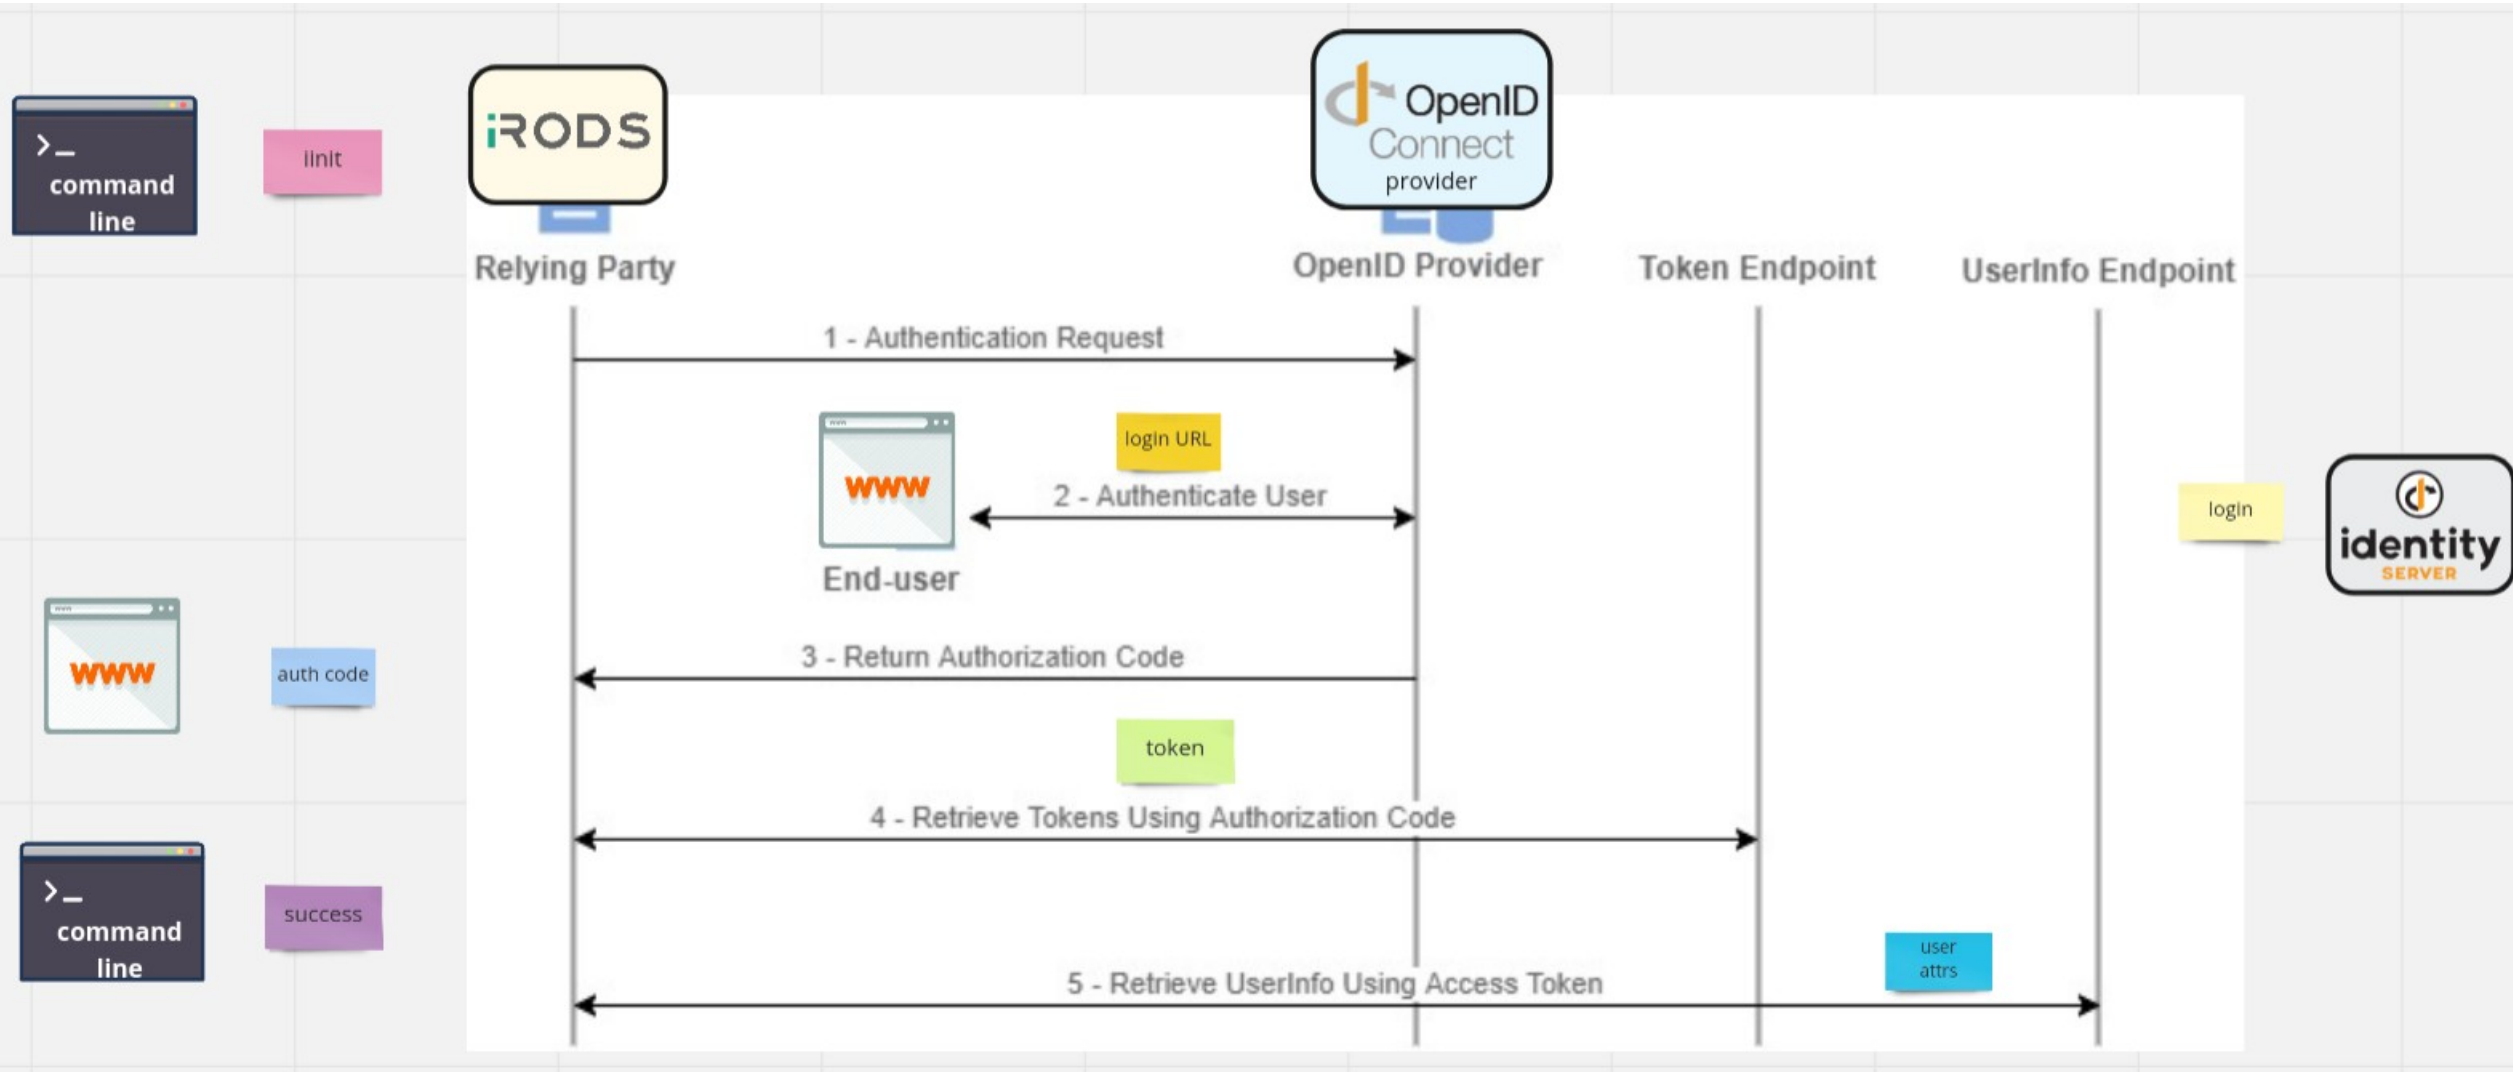 >_
command
line
iinit
iRODS
OpenID
Connect
provider
Relying Party
OpenID Provider
Token Endpoint
UserInfo Endpoint
1 - Authentication Request
www
www
End-user
login URL
2 - Authenticate User
login
identity
SERVER
3 - Return Authorization Code
www
www
auth code
token
4 - Retrieve Tokens Using Authorization Code
>_
command
line
success
user
attrs
5 - Retrieve UserInfo Using Access Token